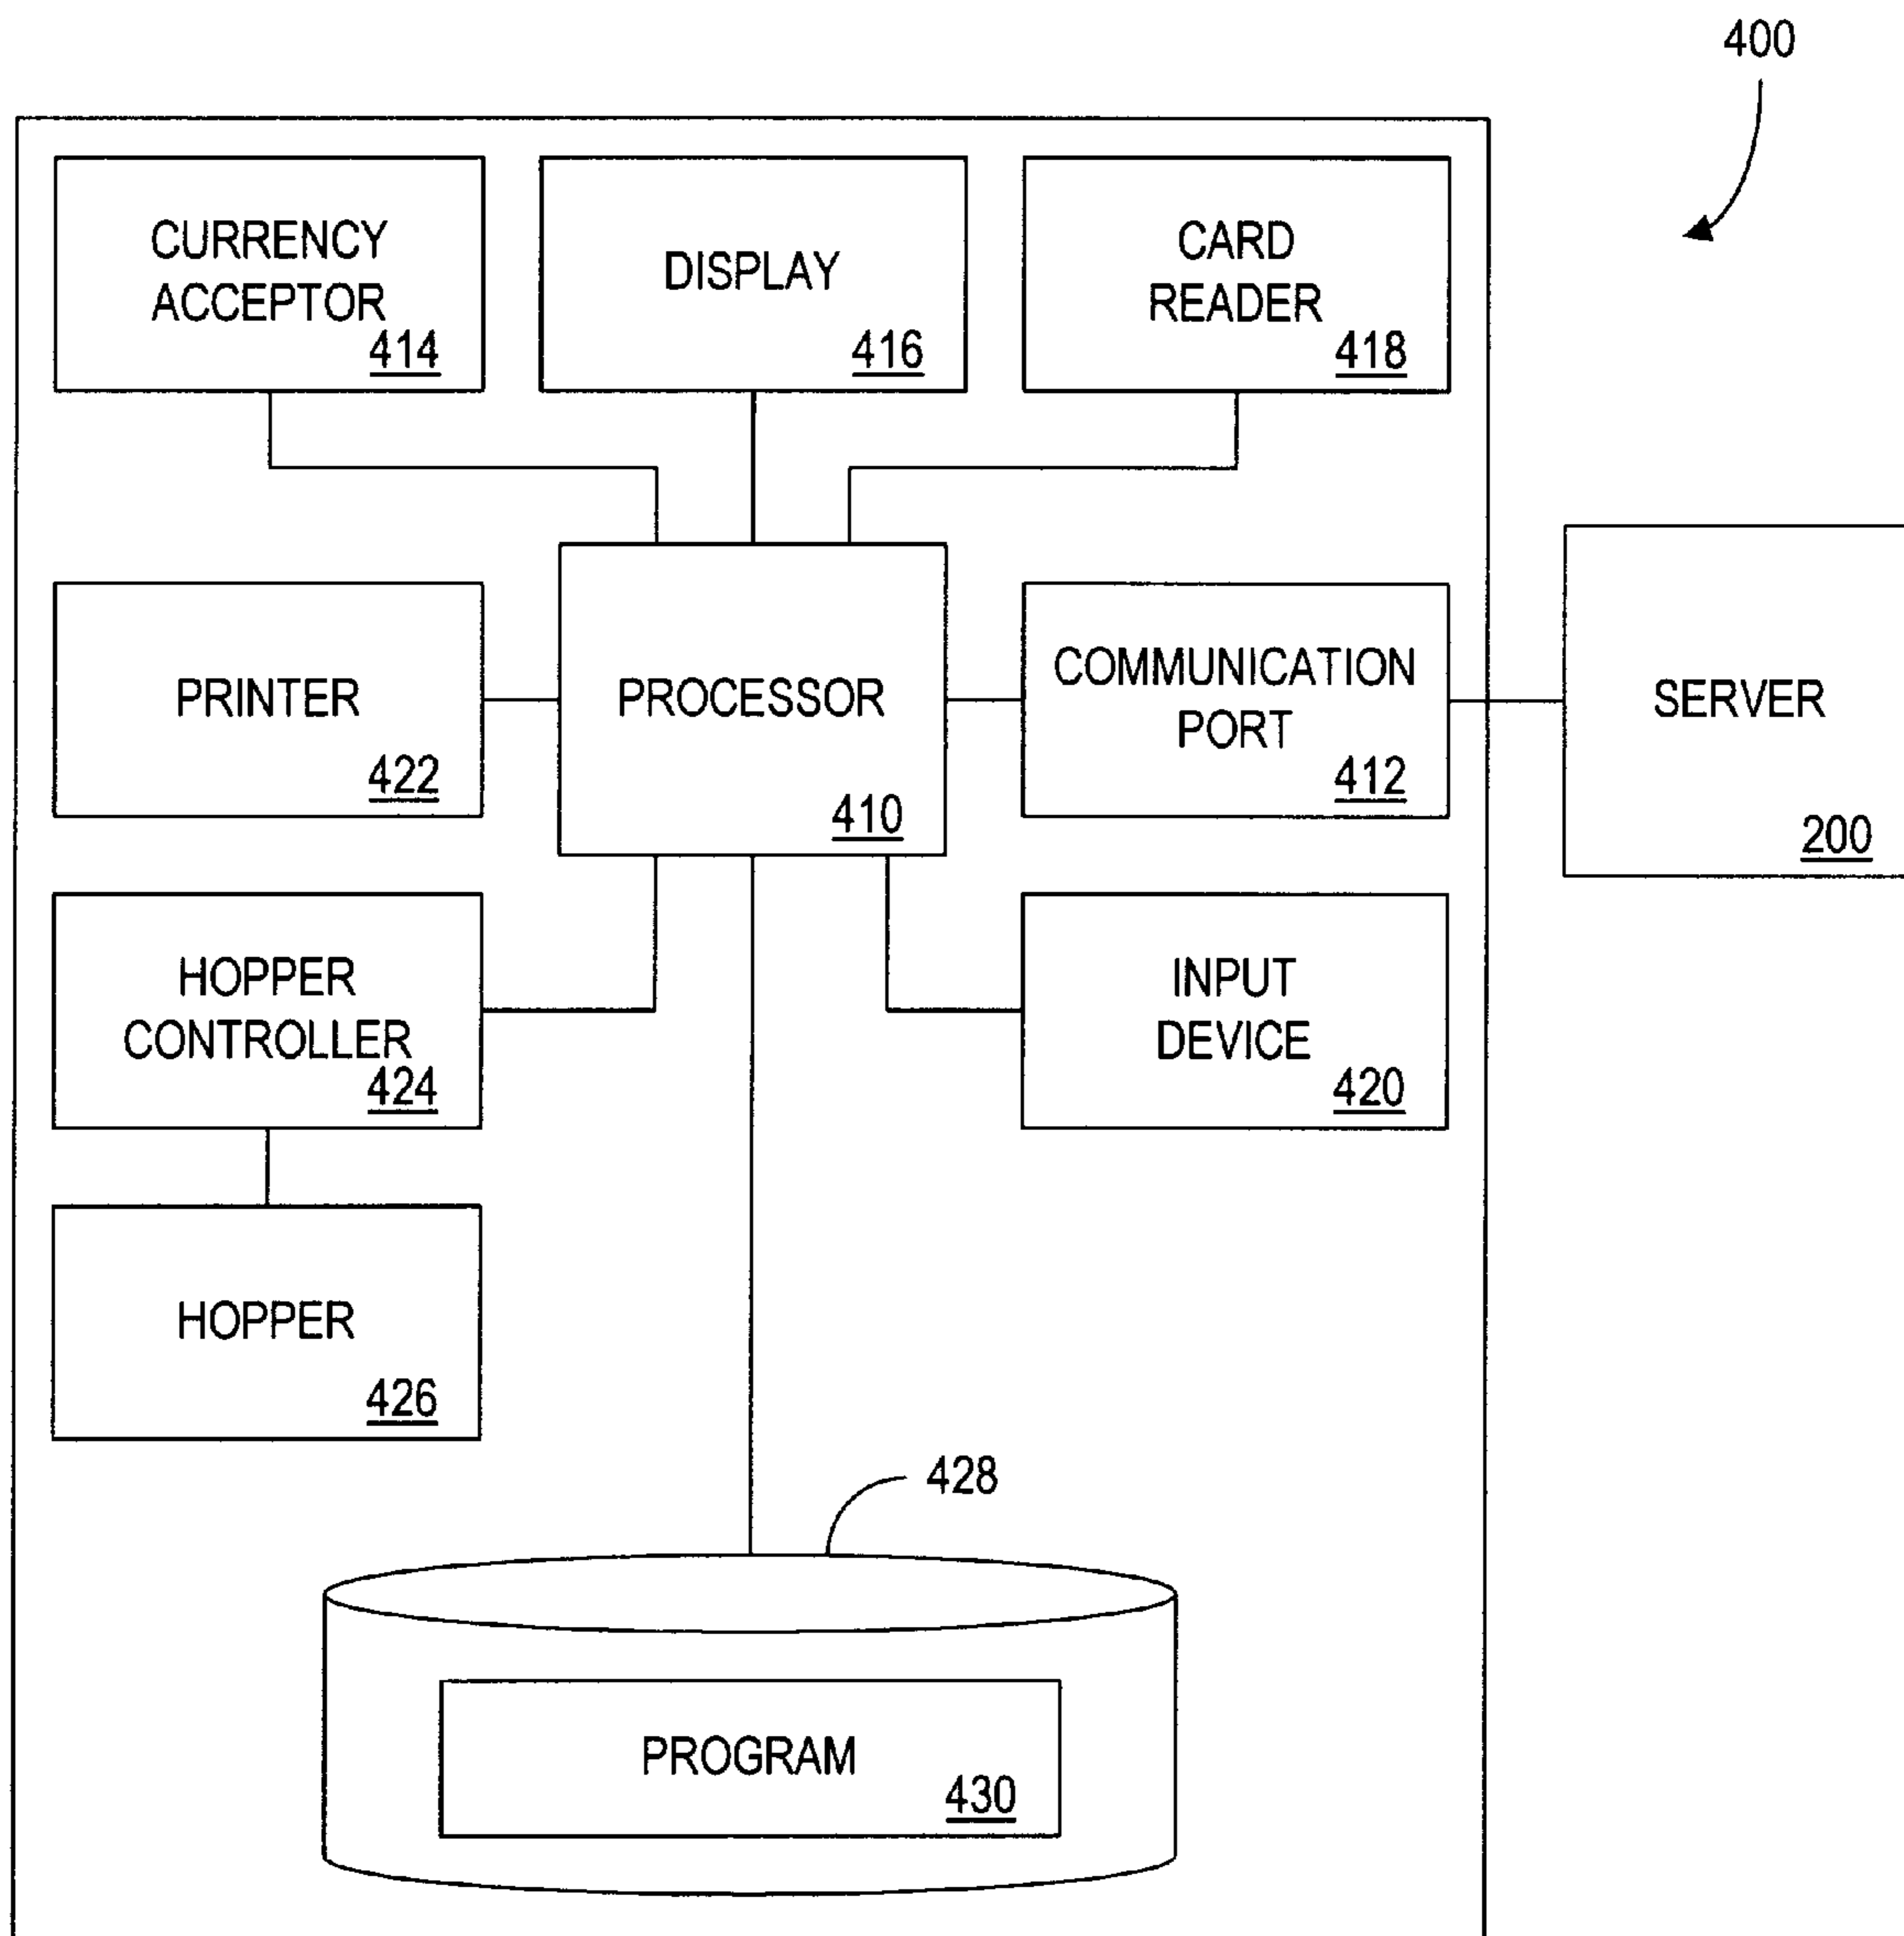 400
CURRENCY
ACCEPTOR
414
DISPLAY
416
CARD
READER
418
PRINTER
422
PROCESSOR
410
COMMUNICATION
PORT
412
SERVER
200
HOPPER
CONTROLLER
424
INPUT
DEVICE
420
HOPPER
426
428
PROGRAM
430